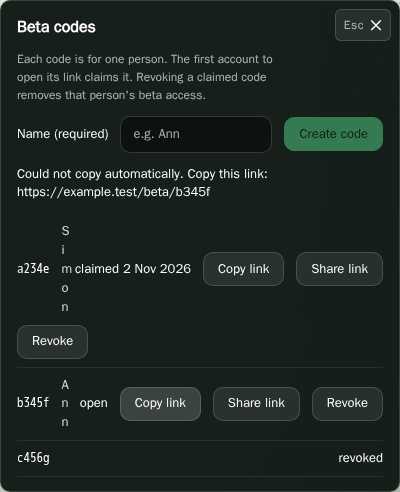 Beta codes
Esc ✕
Each code is for one person. The first account to
open its link claims it. Revoking a claimed code
removes that person's beta access.
Name (required) e.g. Ann Create code
Could not copy automatically. Copy this link:
https://example.test/beta/b345f
a234e Simon claimed 2 Nov 2026 Copy link Share link
Revoke
b345f Ann open Copy link Share link Revoke
c456g revoked